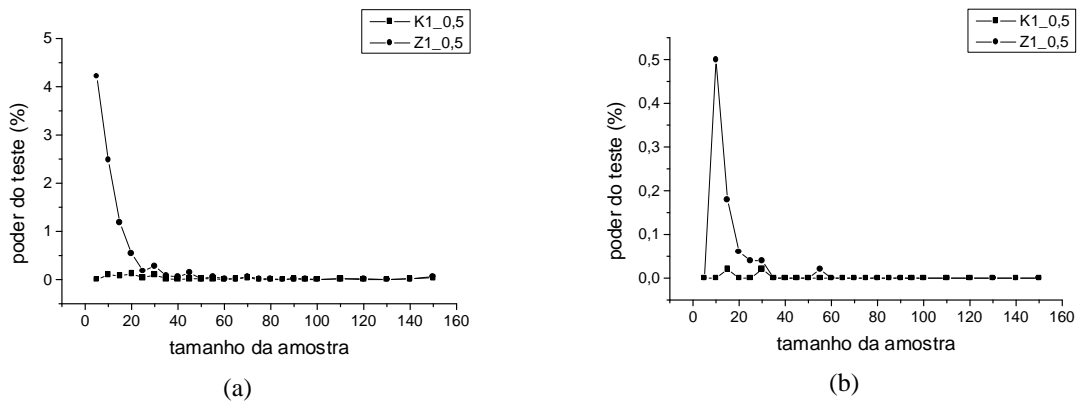 K1_0,5
Z1_0,5
5
4
3
2
1
0
poder do teste (%)
0 20 40 60 80 100 120 140 160
tamanho da amostra
(a)
K1_0,5
Z1_0,5
0,5
0,4
0,3
0,2
0,1
0,0
poder do teste (%)
0 20 40 60 80 100 120 140 160
tamanho da amostra
(b)